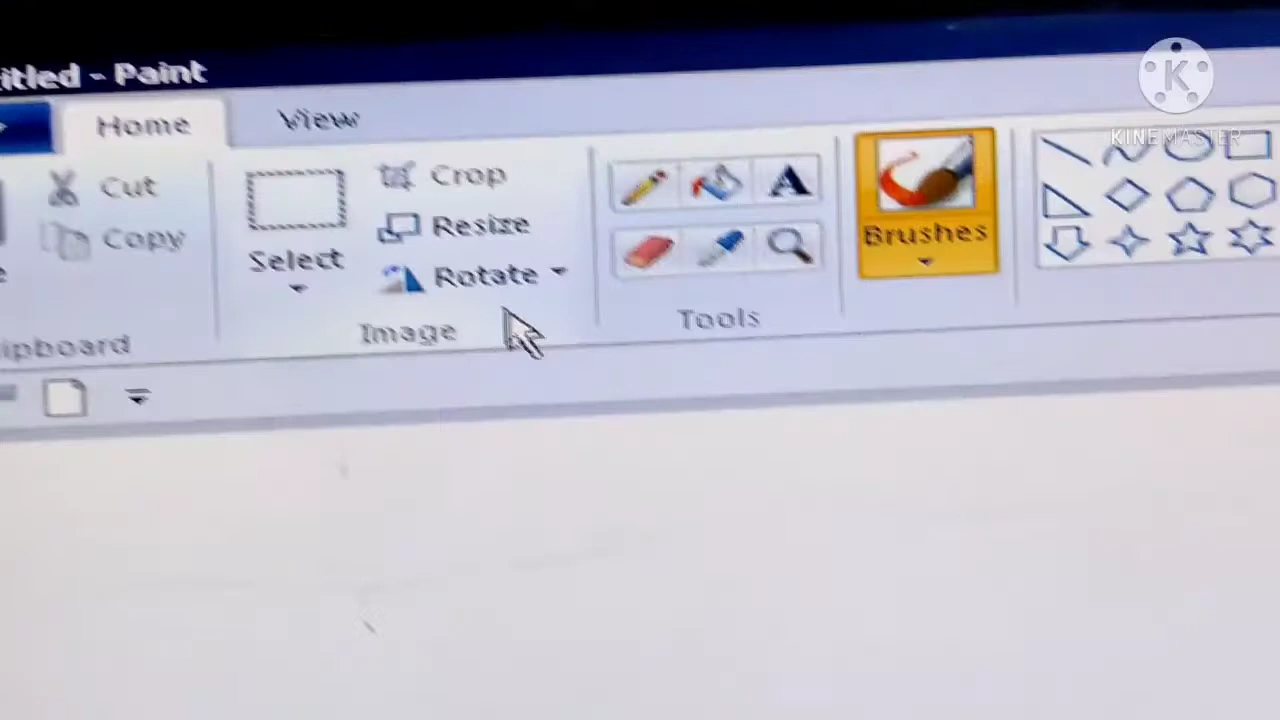 itled - Paint
Home
View
Cut
Copy
Select
Crop
Resize
Rotate
Image
Tools
Brushes
ipboard
K
KINEMASTER